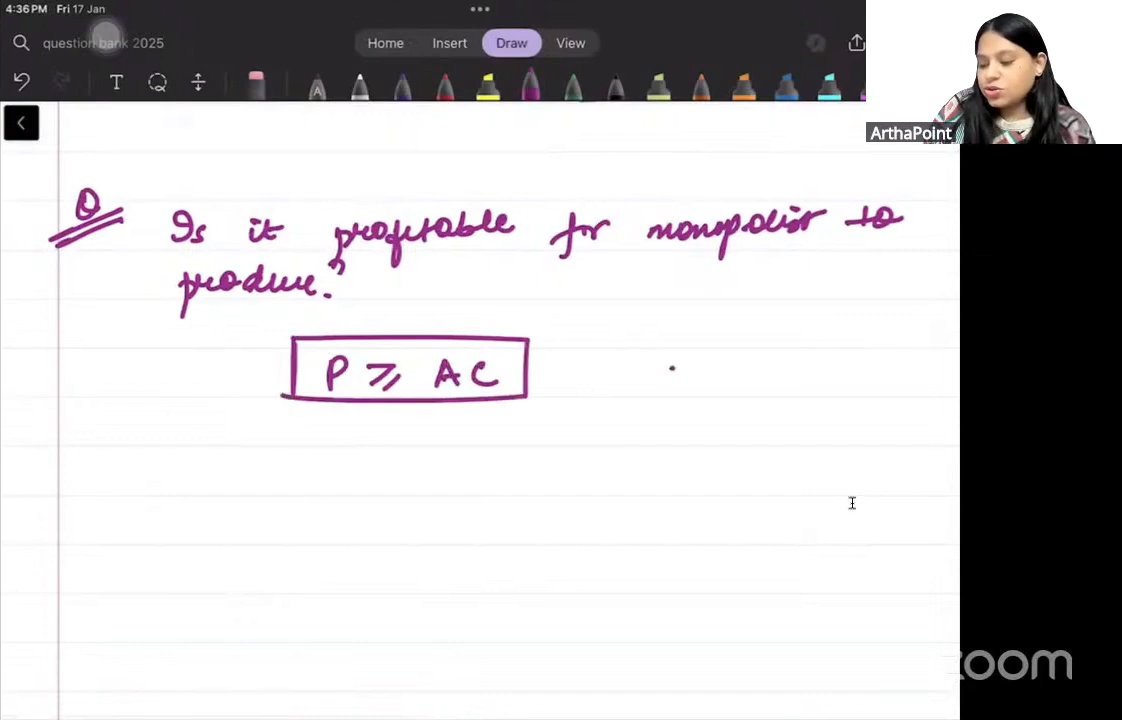 4:36 PM Fri 17 Jan
question bank 2025
Home Insert Draw View
T
A
ArthaPoint
Q Is it profitable for monopolist to
produce?
P ≥ AC
zoom